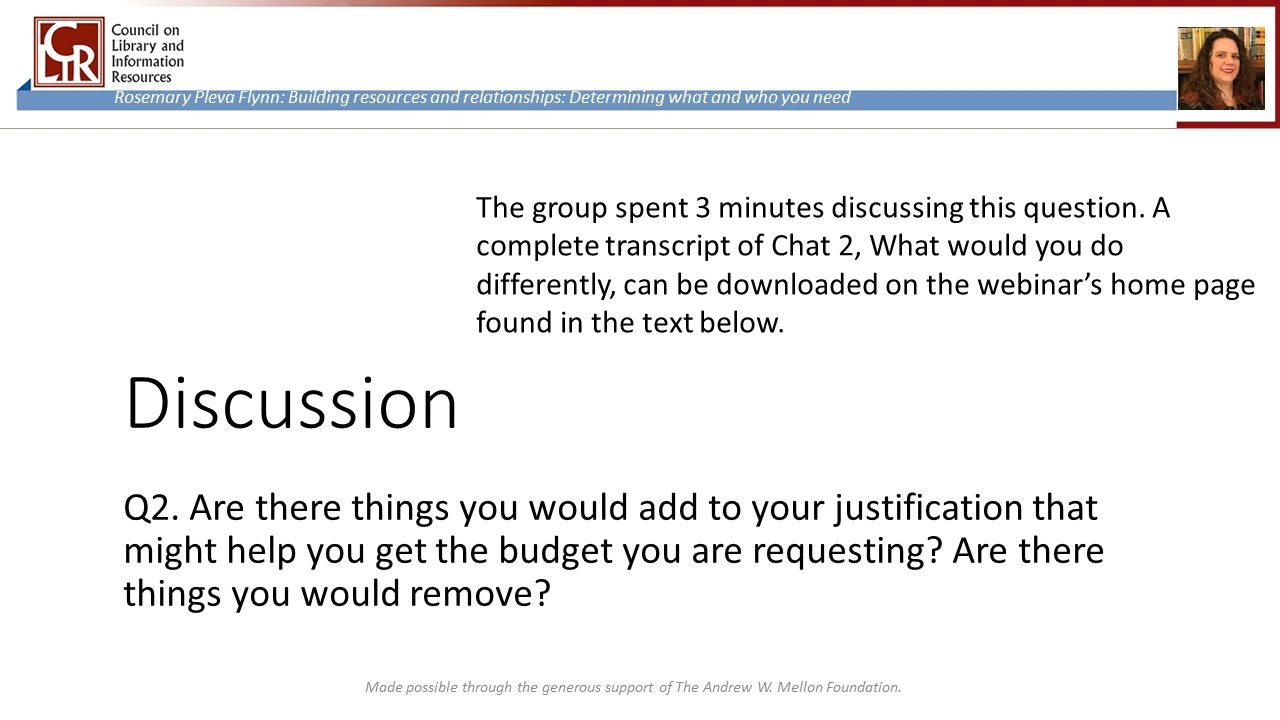 CLIR
Council on
Library and
Information
Resources
Rosemary Pleva Flynn: Building resources and relationships: Determining what and who you need
The group spent 3 minutes discussing this question. A
complete transcript of Chat 2, What would you do
differently, can be downloaded on the webinar’s home page
found in the text below.
Discussion
Q2. Are there things you would add to your justification that
might help you get the budget you are requesting? Are there
things you would remove?
Made possible through the generous support of The Andrew W. Mellon Foundation.